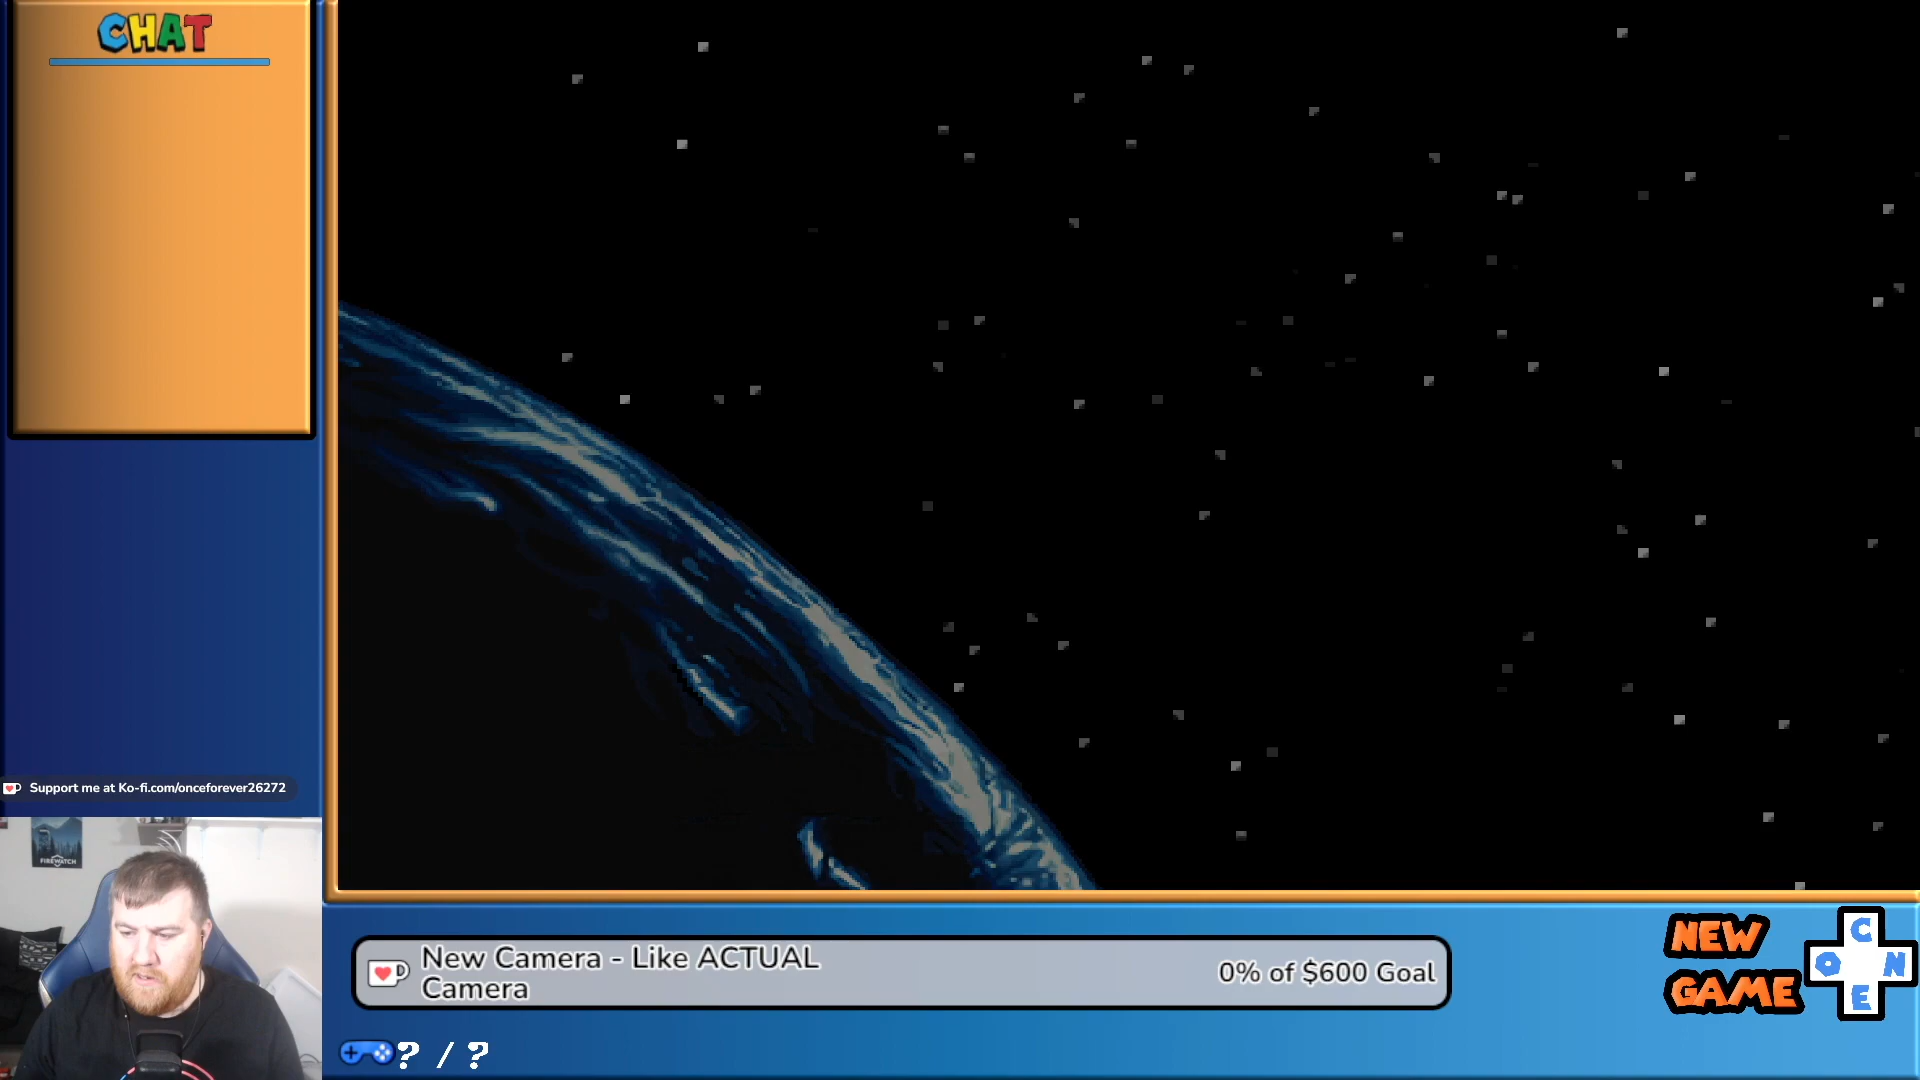 CHAT
Support me at Ko-fi.com/onceforever26272
FIREWATCH
New Camera - Like ACTUAL
Camera
0% of $600 Goal
NEW
GAME
C
O N
E
? / ?